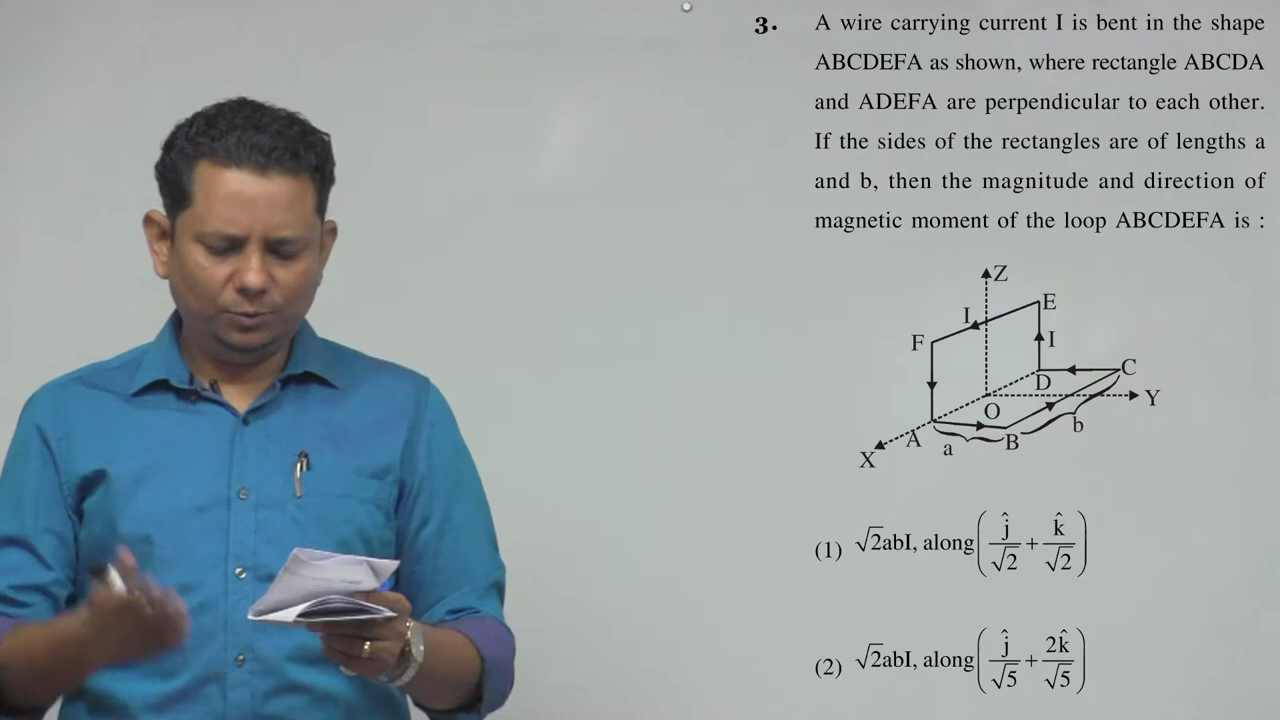 3. A wire carrying current I is bent in the shape
ABCDEFA as shown, where rectangle ABCDA
and ADEFA are perpendicular to each other.
If the sides of the rectangles are of lengths a
and b, then the magnitude and direction of
magnetic moment of the loop ABCDEFA is :
Z
E
I
F
I
C
D
Y
O
b
A
B
a
X
(1) √2abI, along (ĵ/√2 + k̂/√2)
(2) √2abI, along (ĵ/√5 + 2k̂/√5)